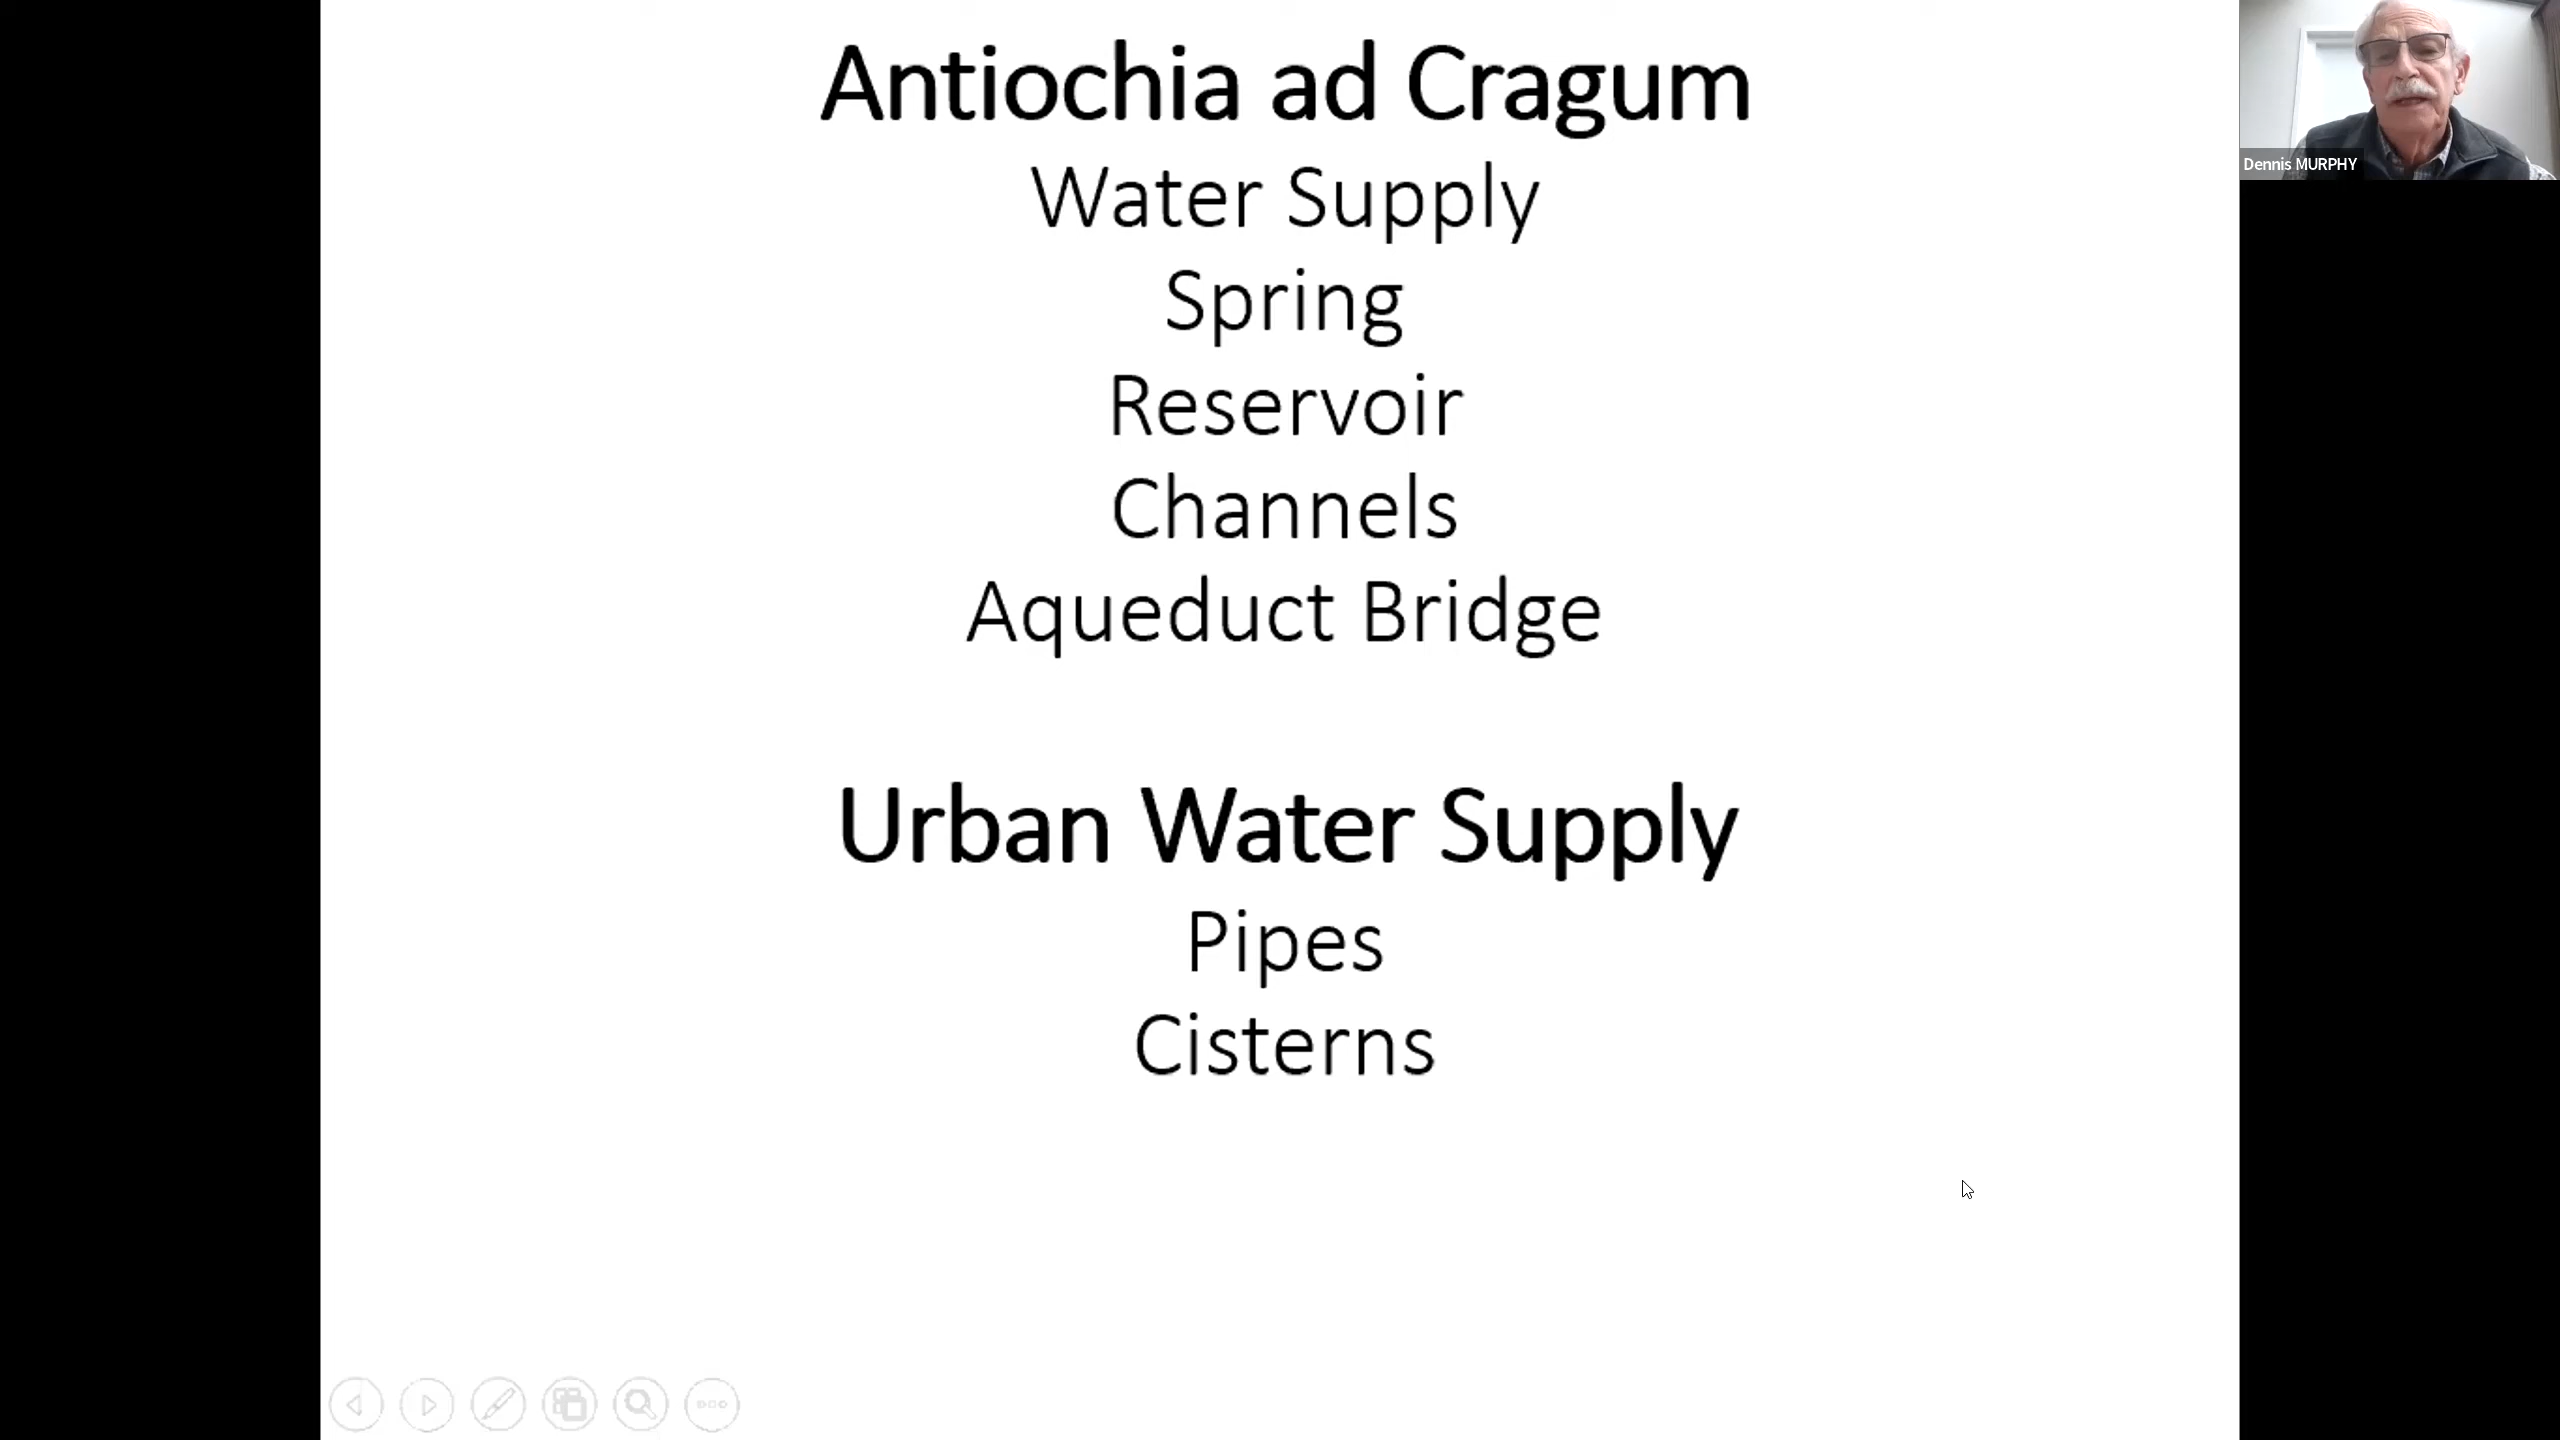 Antiochia ad Cragum
Water Supply
Spring
Reservoir
Channels
Aqueduct Bridge
Urban Water Supply
Pipes
Cisterns
Dennis MURPHY